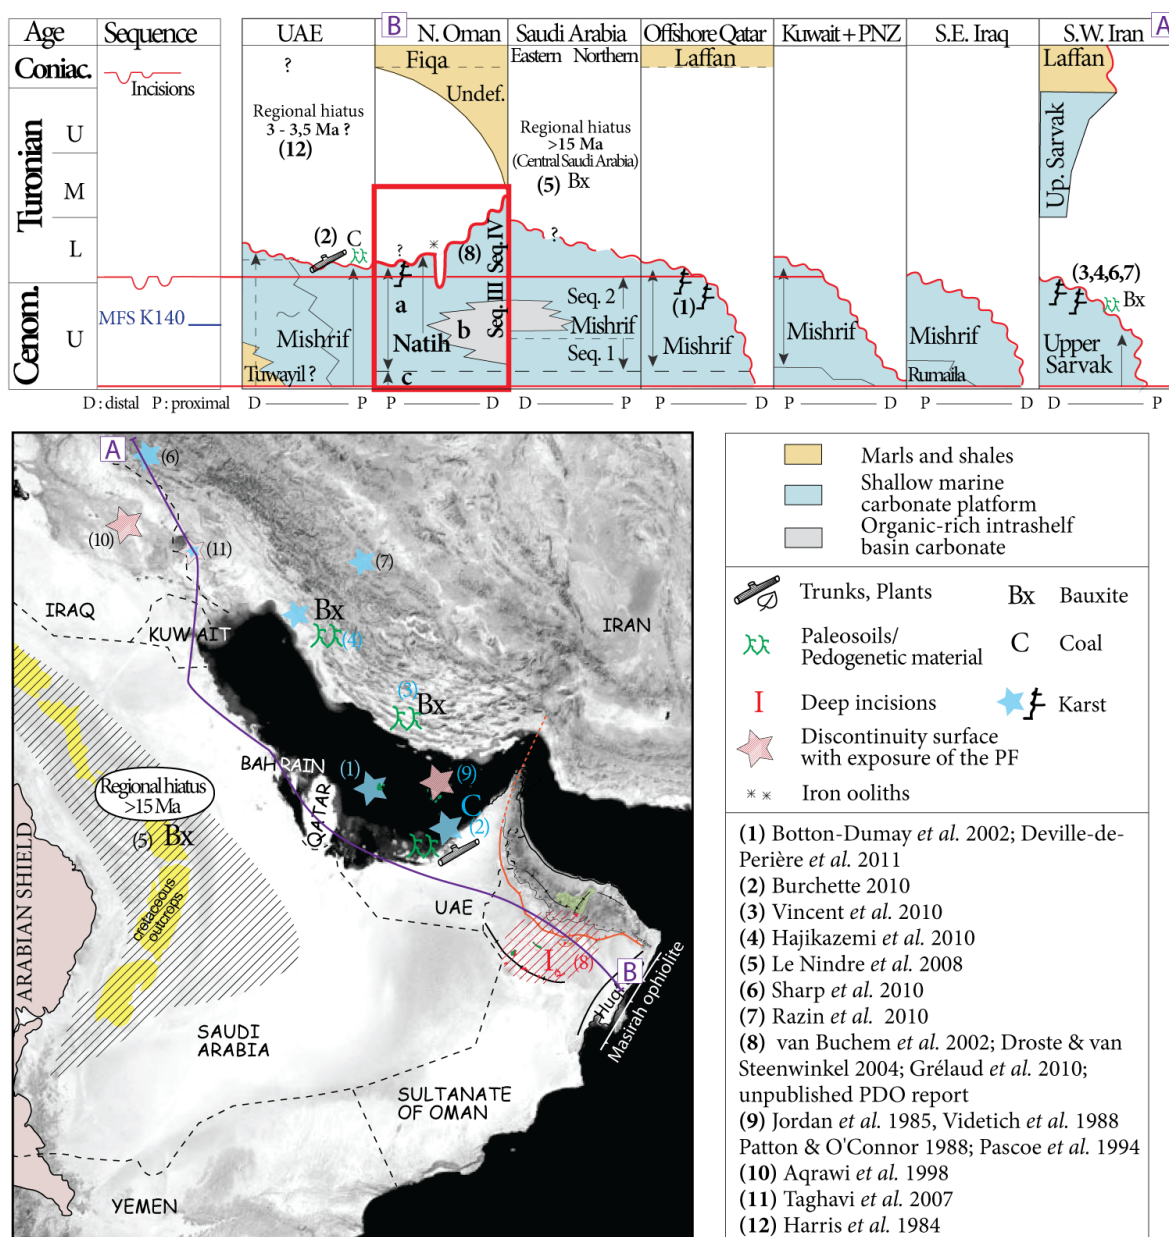 B
A
Age
Sequence
UAE
N. Oman
Saudi Arabia
Offshore Qatar
Kuwait + PNZ
S.E. Iraq
S.W. Iran
Coniac.
Incisions
?
Fiqa
Undef.
Eastern Northern
Laffan
Laffan
Turonian
U
M
L
Regional hiatus
3 - 3,5 Ma ?
(12)
Regional hiatus
>15 Ma
(Central Saudi Arabia)
(5) Bx
Up. Sarvak
(2)
C
?
(8)
Seq. IV
?
(3,4,6,7)
Bx
Cenom.
U
MFS K140
Mishrif
Tuwayil ?
a
Natih
b
c
Seq. III
Seq. 2
Mishrif
Seq. 1
(1)
Mishrif
Mishrif
Mishrif
Rumaila
Upper
Sarvak
D : distal P : proximal
D P
P D
D P
P D
P D
P D
P D
A
(6)
(10)
(11)
(7)
IRAQ
KUWAIT
Bx
(4)
IRAN
(3)
Bx
BAHRAIN
(1)
(9)
QATAR
C
(2)
Regional hiatus
>15 Ma
(5) Bx
cretaceous
outcrops
ARABIAN SHIELD
UAE
I
(8)
B
Huqf
Masirah ophiolite
SAUDI
ARABIA
SULTANATE
OF OMAN
YEMEN
Marls and shales
Shallow marine
carbonate platform
Organic-rich intrashelf
basin carbonate
Trunks, Plants
Bx Bauxite
Paleosoils/
Pedogenetic material
C Coal
I Deep incisions
Karst
Discontinuity surface
with exposure of the PF
Iron ooliths
(1) Botton-Dumay et al. 2002; Deville-de-
Perière et al. 2011
(2) Burchette 2010
(3) Vincent et al. 2010
(4) Hajikazemi et al. 2010
(5) Le Nindre et al. 2008
(6) Sharp et al. 2010
(7) Razin et al. 2010
(8) van Buchem et al. 2002; Droste & van
Steenwinkel 2004; Grélaud et al. 2010;
unpublished PDO report
(9) Jordan et al. 1985, Videtich et al. 1988
Patton & O'Connor 1988; Pascoe et al. 1994
(10) Aqrawi et al. 1998
(11) Taghavi et al. 2007
(12) Harris et al. 1984